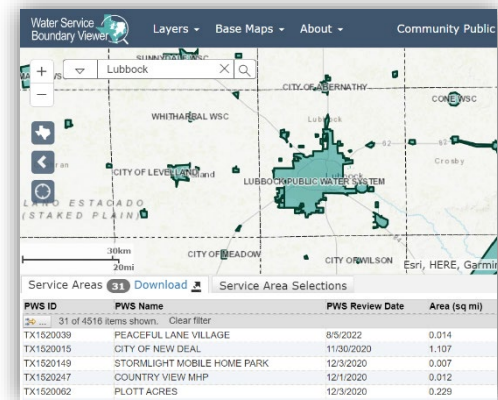 Water Service
Boundary Viewer
Layers Base Maps About Community Public
SUNNYDALE WSC
Lubbock
CITY OF ABERNATHY
CONE WSC
WHITHARRAL WSC
Lubbock
62
Crosby
CITY OF LEVELLAND
LUBBOCK PUBLIC WATER SYSTEM
Lubbock
LLANO ESTACADO
(STAKED PLAIN)
84
30km
20mi
CITY OF MEADOW
CITY OF WILSON
Esri, HERE, Garmin
Service Areas 31 Download Service Area Selections
PWS ID PWS Name PWS Review Date Area (sq mi)
... 31 of 4516 items shown. Clear filter
TX1520039 PEACEFUL LANE VILLAGE 8/5/2022 0.014
TX1520015 CITY OF NEW DEAL 11/30/2020 1.107
TX1520149 STORMLIGHT MOBILE HOME PARK 12/3/2020 0.007
TX1520247 COUNTRY VIEW MHP 12/1/2020 0.012
TX1520062 PLOTT ACRES 12/3/2020 0.229